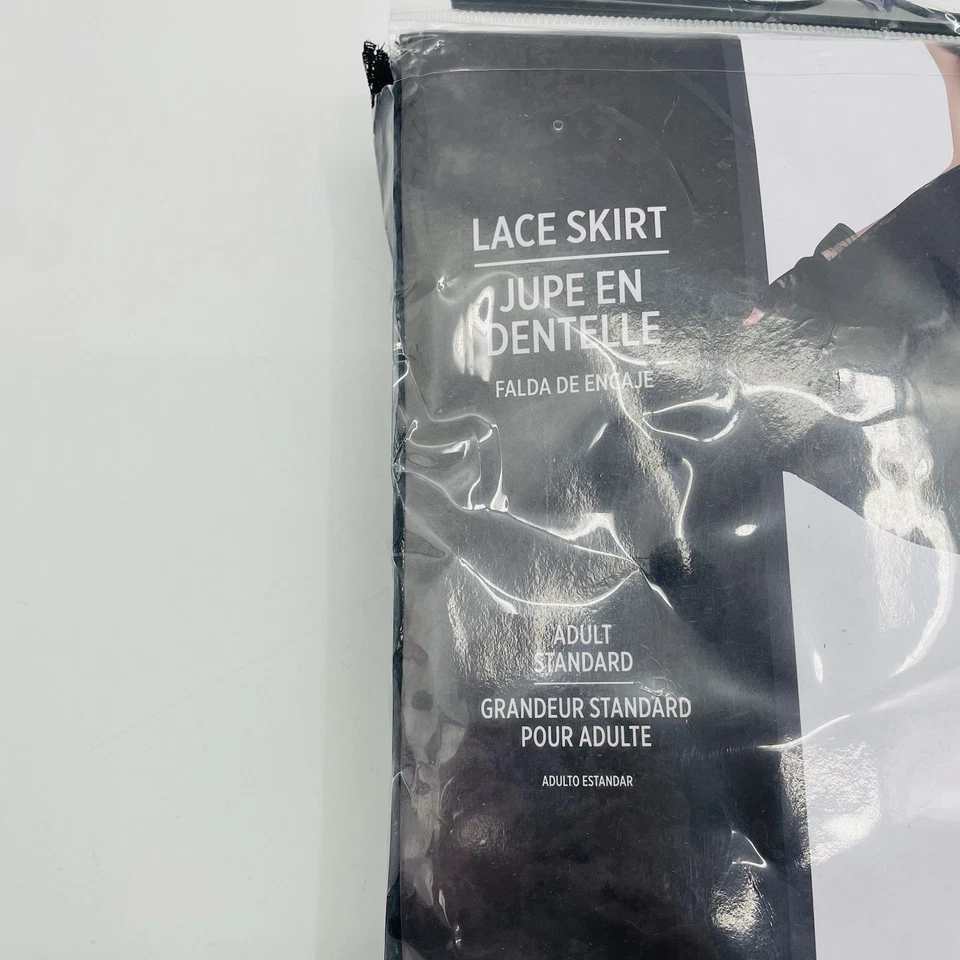 LACE SKIRT
JUPE EN
DENTELLE
FALDA DE ENCAJE
ADULT
STANDARD
GRANDEUR STANDARD
POUR ADULTE
ADULTO ESTANDAR